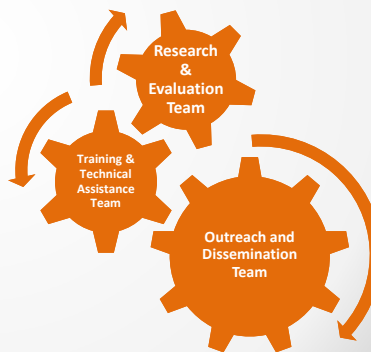 Research
&
Evaluation
Team
Training &
Technical
Assistance
Team
Outreach and
Dissemination
Team